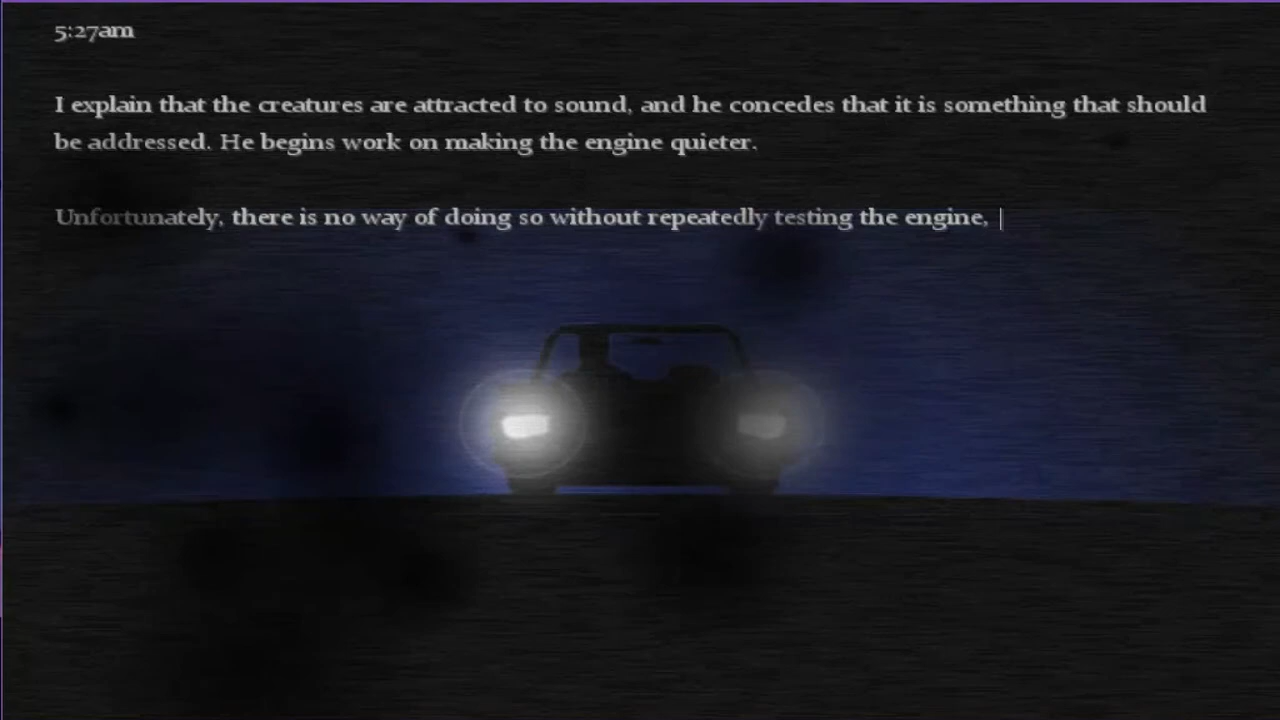 5:27am
I explain that the creatures are attracted to sound, and he concedes that it is something that should
be addressed. He begins work on making the engine quieter.
Unfortunately, there is no way of doing so without repeatedly testing the engine,